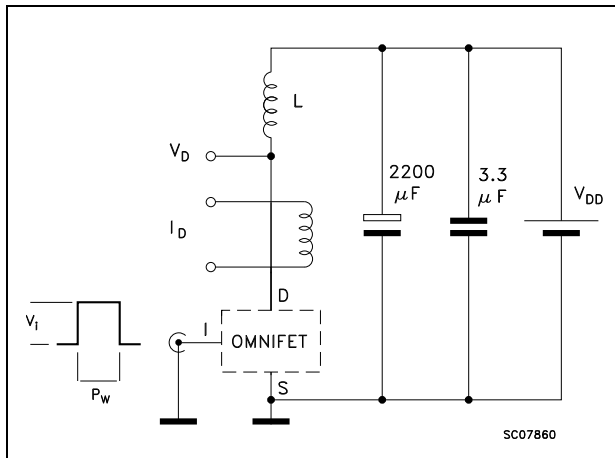 L
V_D
2200
μF
3.3
μF
V_DD
I_D
D
V_i
I
OMNIFET
P_W
S
SC07860